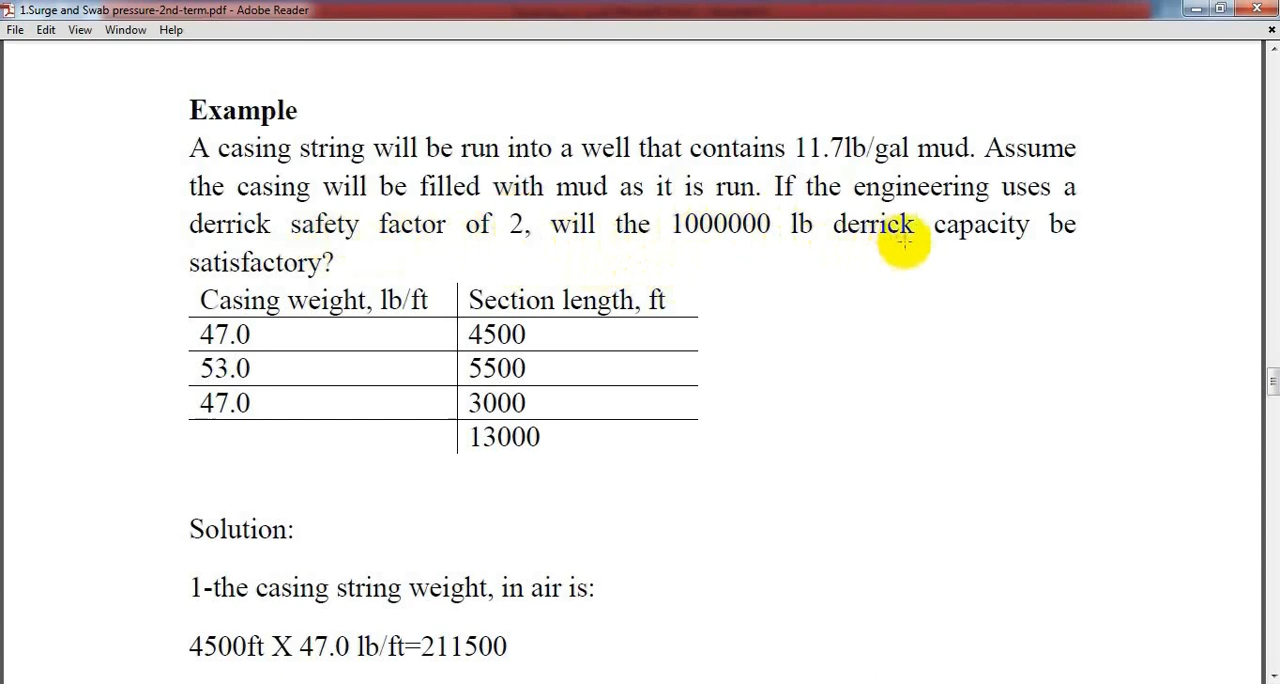 1.Surge and Swab pressure-2nd-term.pdf - Adobe Reader
File Edit View Window Help
Example
A casing string will be run into a well that contains 11.7lb/gal mud. Assume
the casing will be filled with mud as it is run. If the engineering uses a
derrick safety factor of 2, will the 1000000 lb derrick capacity be
satisfactory?
Casing weight, lb/ft Section length, ft
47.0 4500
53.0 5500
47.0 3000
13000
Solution:
1-the casing string weight, in air is:
4500ft X 47.0 lb/ft=211500